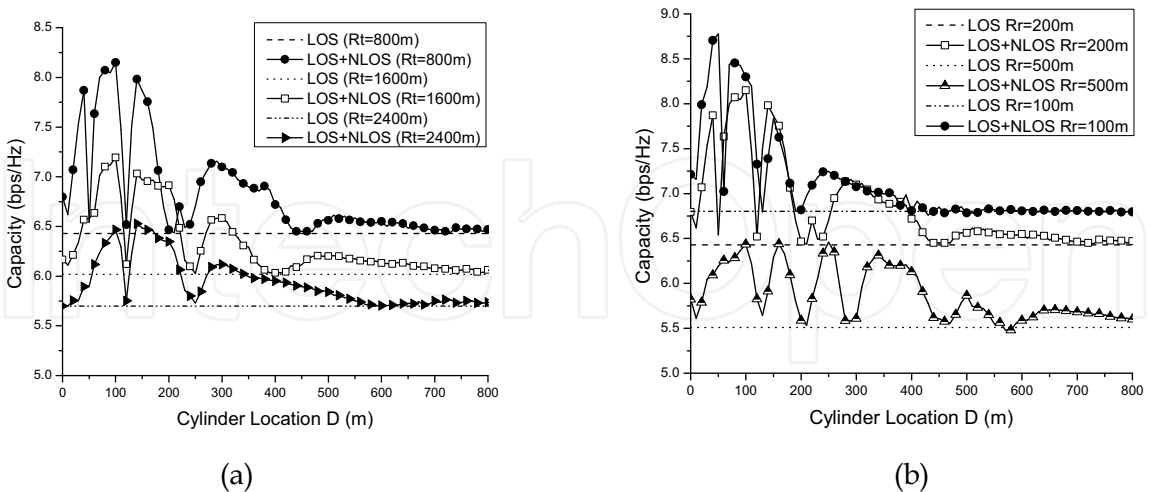 8.5
8.0
7.5
7.0
6.5
6.0
5.5
5.0
Capacity (bps/Hz)
0 100 200 300 400 500 600 700 800
Cylinder Location D (m)
LOS (Rt=800m)
LOS+NLOS (Rt=800m)
LOS (Rt=1600m)
LOS+NLOS (Rt=1600m)
LOS (Rt=2400m)
LOS+NLOS (Rt=2400m)
(a)
9.0
8.5
8.0
7.5
7.0
6.5
6.0
5.5
5.0
Capacity (bps/Hz)
0 100 200 300 400 500 600 700 800
Cylinder Location D (m)
LOS Rr=200m
LOS+NLOS Rr=200m
LOS Rr=500m
LOS+NLOS Rr=500m
LOS Rr=100m
LOS+NLOS Rr=100m
(b)
intechopen